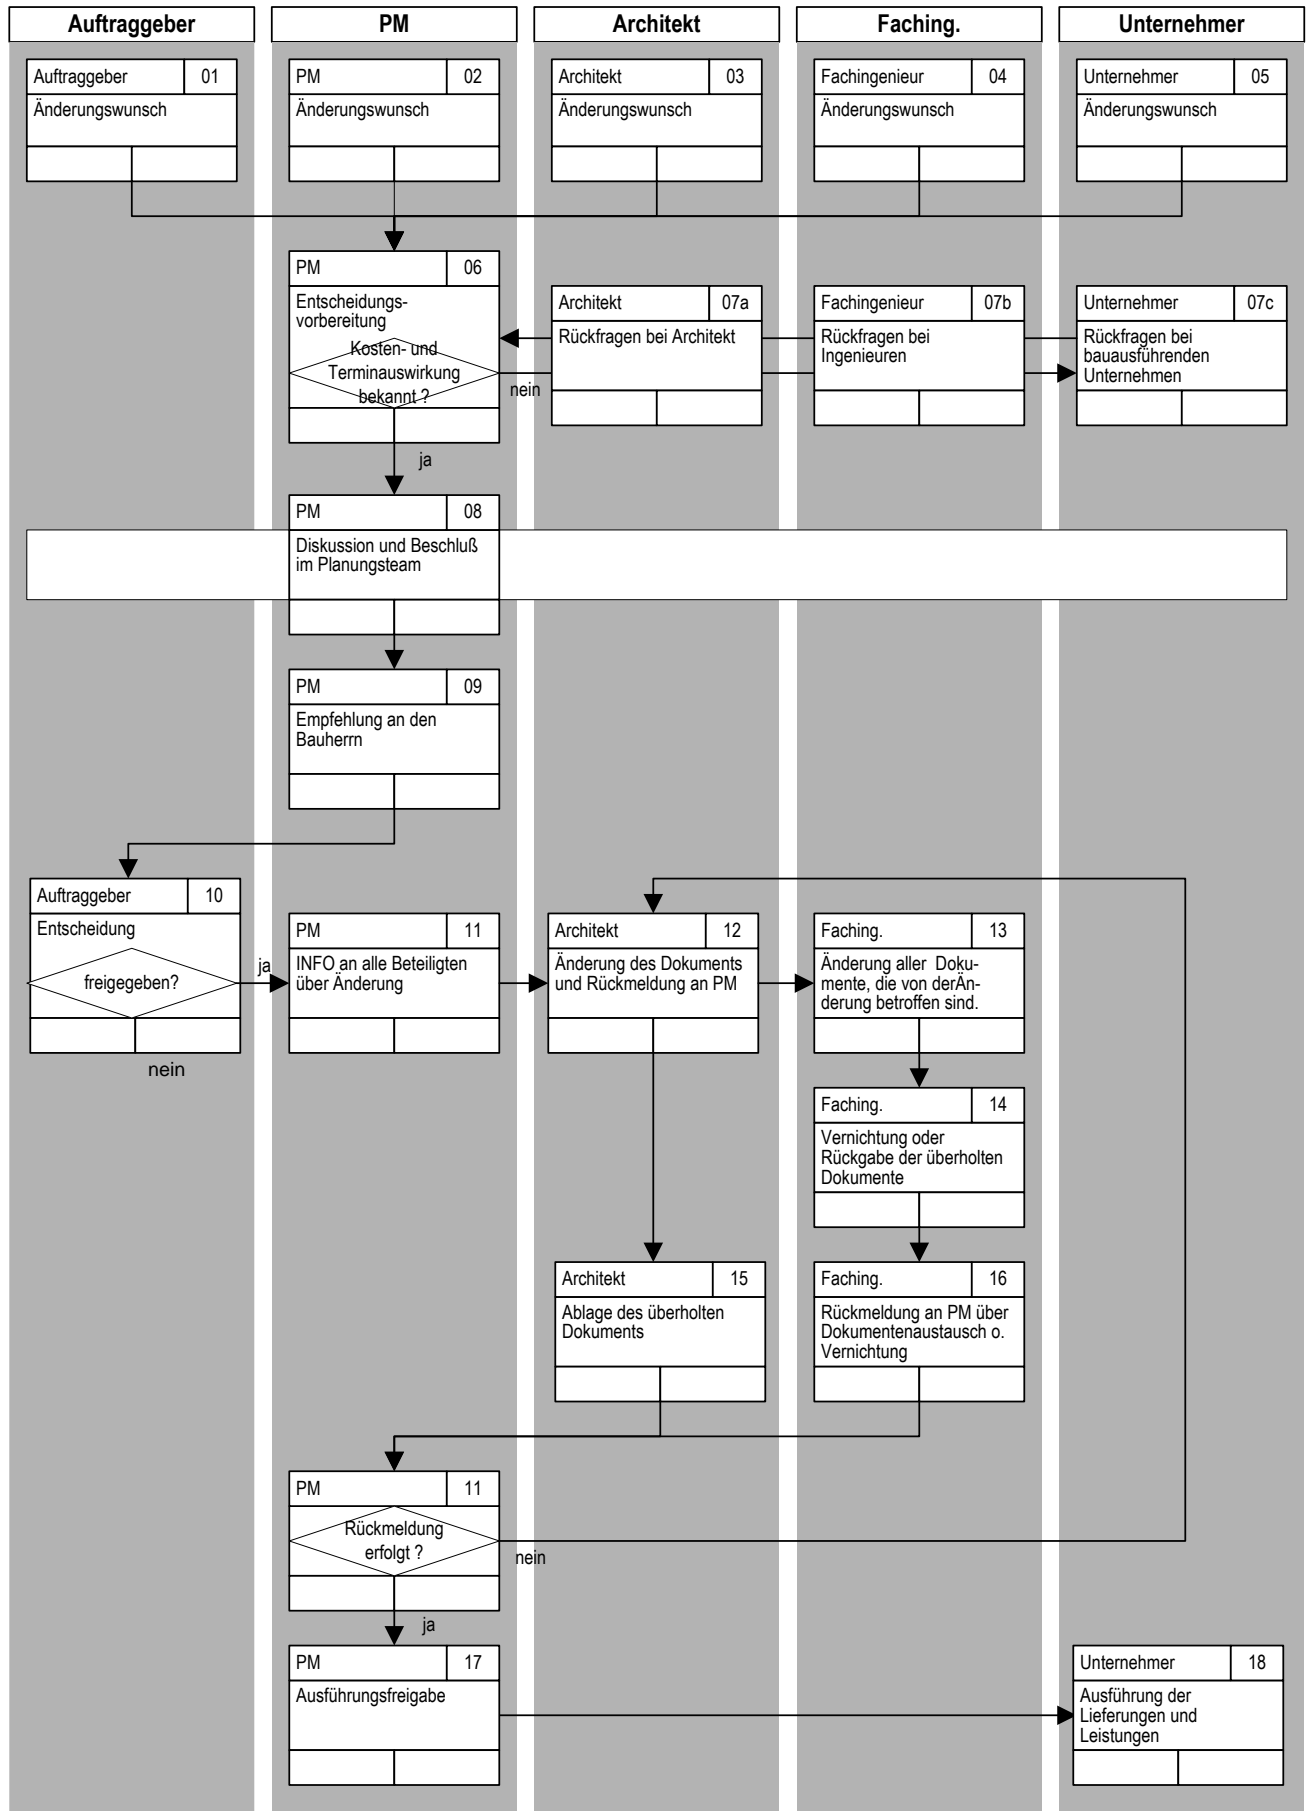 Auftraggeber
PM
Architekt
Faching.
Unternehmer
Auftraggeber 01
Änderungswunsch
PM 02
Änderungswunsch
Architekt 03
Änderungswunsch
Fachingenieur 04
Änderungswunsch
Unternehmer 05
Änderungswunsch
PM 06
Entscheidungs-
vorbereitung
Kosten- und
Terminauswirkung
bekannt ?
nein
ja
Architekt 07a
Rückfragen bei Architekt
Fachingenieur 07b
Rückfragen bei
Ingenieuren
Unternehmer 07c
Rückfragen bei
bauausführenden
Unternehmen
PM 08
Diskussion und Beschluß
im Planungsteam
PM 09
Empfehlung an den
Bauherrn
Auftraggeber 10
Entscheidung
freigegeben?
ja
nein
PM 11
INFO an alle Beteiligten
über Änderung
Architekt 12
Änderung des Dokuments
und Rückmeldung an PM
Faching. 13
Änderung aller Doku-
mente, die von derÄn-
derung betroffen sind.
Faching. 14
Vernichtung oder
Rückgabe der überholten
Dokumente
Architekt 15
Ablage des überholten
Dokuments
Faching. 16
Rückmeldung an PM über
Dokumentenaustausch o.
Vernichtung
PM 11
Rückmeldung
erfolgt ?
nein
ja
PM 17
Ausführungsfreigabe
Unternehmer 18
Ausführung der
Lieferungen und
Leistungen